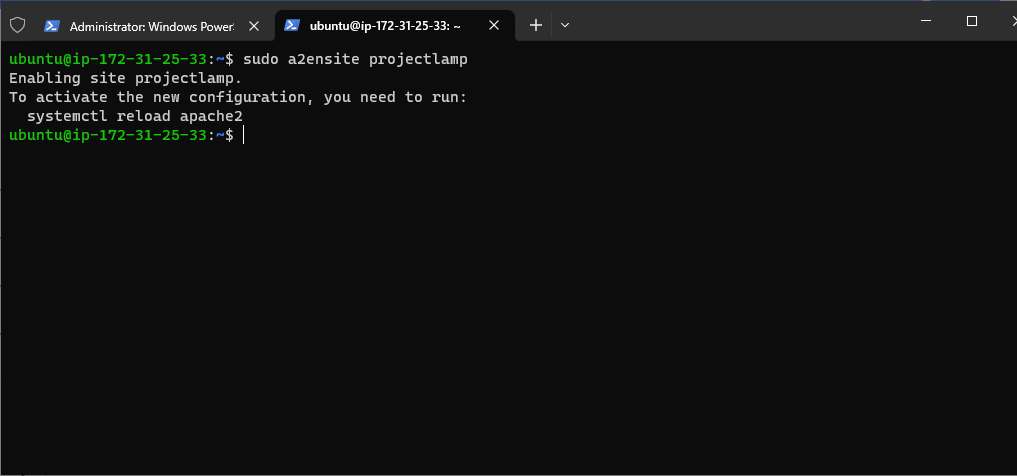 Administrator: Windows Power
ubuntu@ip-172-31-25-33: ~
ubuntu@ip-172-31-25-33:~$ sudo a2ensite projectlamp
Enabling site projectlamp.
To activate the new configuration, you need to run:
  systemctl reload apache2
ubuntu@ip-172-31-25-33:~$